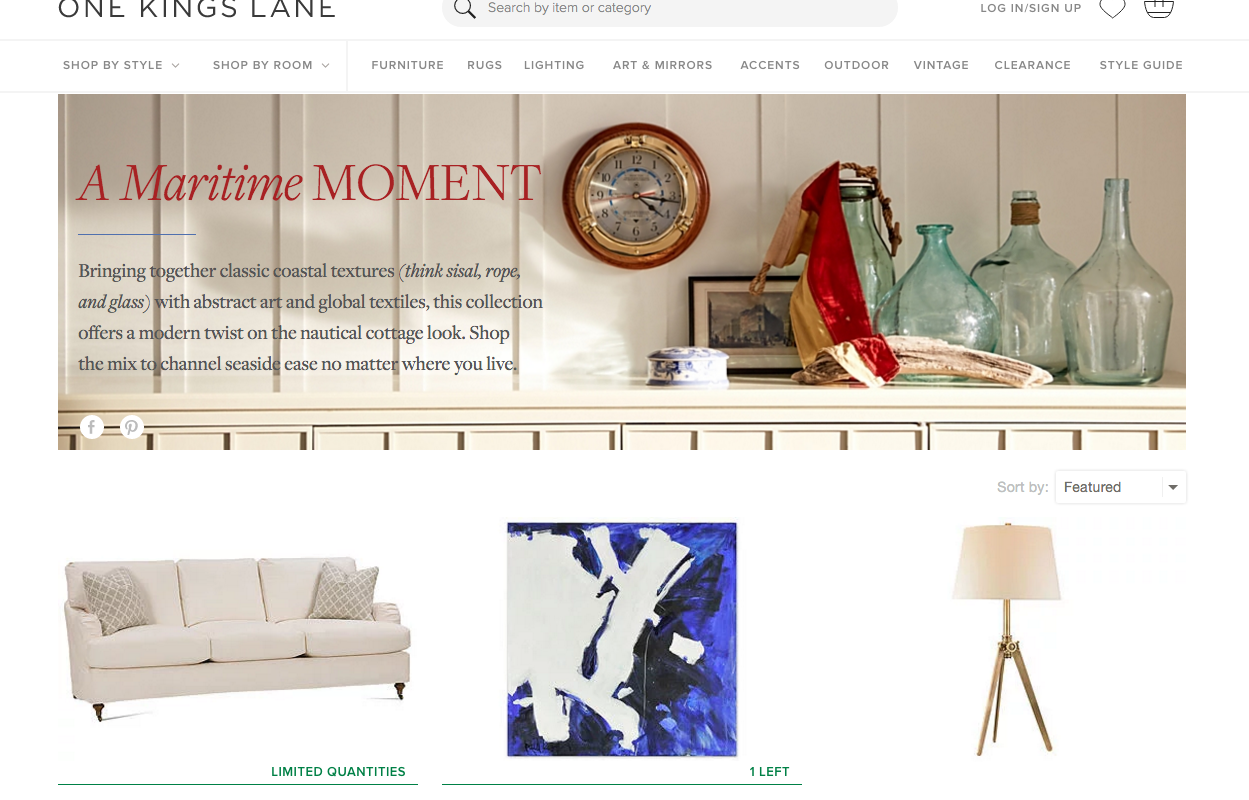 ONE KINGS LANE
Search by item or category
LOG IN/SIGN UP
SHOP BY STYLE
SHOP BY ROOM
FURNITURE
RUGS
LIGHTING
ART & MIRRORS
ACCENTS
OUTDOOR
VINTAGE
CLEARANCE
STYLE GUIDE
A Maritime MOMENT
Bringing together classic coastal textures (think sisal, rope,
and glass) with abstract art and global textiles, this collection
offers a modern twist on the nautical cottage look. Shop
the mix to channel seaside ease no matter where you live.
Sort by: Featured
LIMITED QUANTITIES
1 LEFT